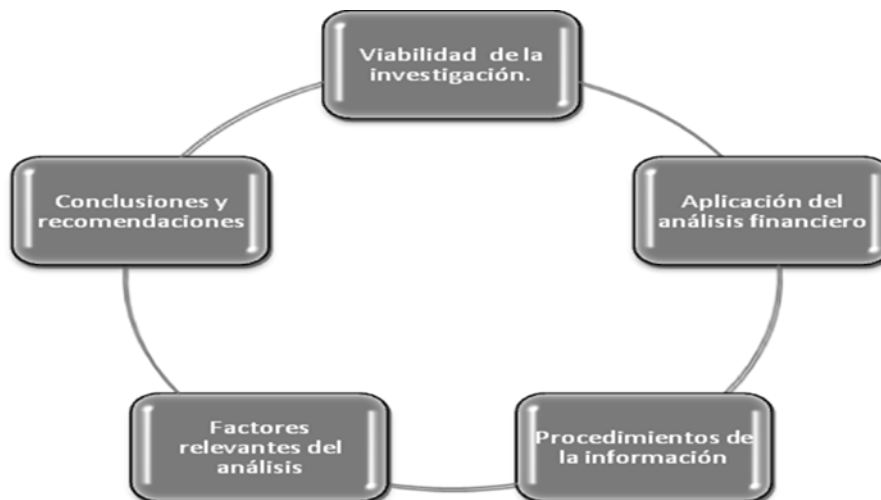 Viabilidad de la
investigación.
Aplicación del
análisis financiero
Procedimientos de
la información
Factores
relevantes del
análisis
Conclusiones y
recomendaciones